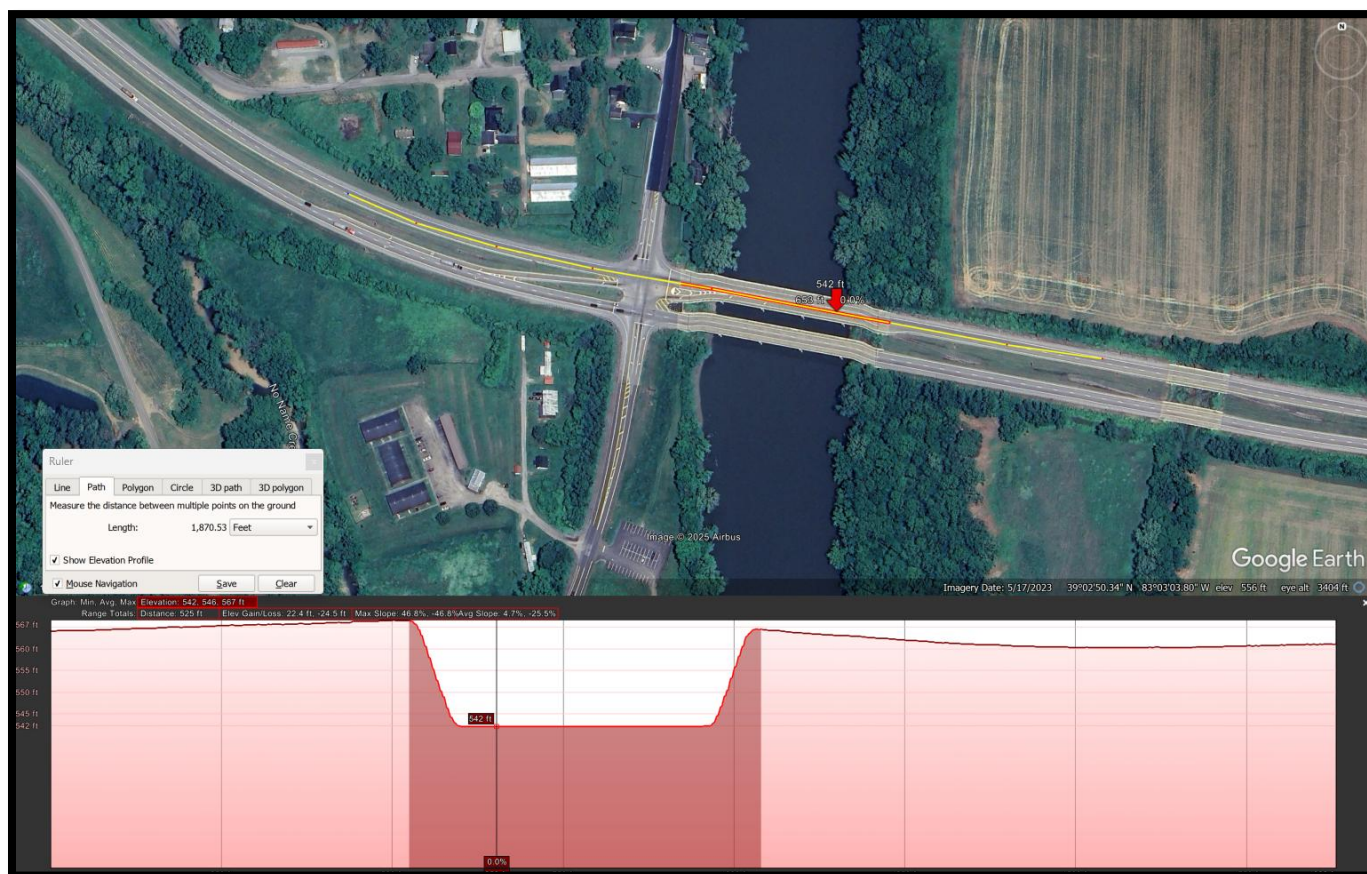 N
542 ft
653 ft 0.0%
No Name Cre
Ruler
Line Path Polygon Circle 3D path 3D polygon
Measure the distance between multiple points on the ground
Length: 1,870.53 Feet
Show Elevation Profile
Mouse Navigation Save Clear
Image © 2025 Airbus
Google Earth
Imagery Date: 5/17/2023 39°02'50.34" N 83°03'03.80" W elev 556 ft eye alt 3404 ft
Graph: Min, Avg, Max Elevation: 542, 546, 567 ft
Range Totals: Distance: 525 ft Elev Gain/Loss: 22.4 ft, -24.5 ft Max Slope: 46.8%, -46.8% Avg Slope: 4.7%, -25.5%
567 ft
560 ft
555 ft
550 ft
545 ft
542 ft
542 ft
0.0%